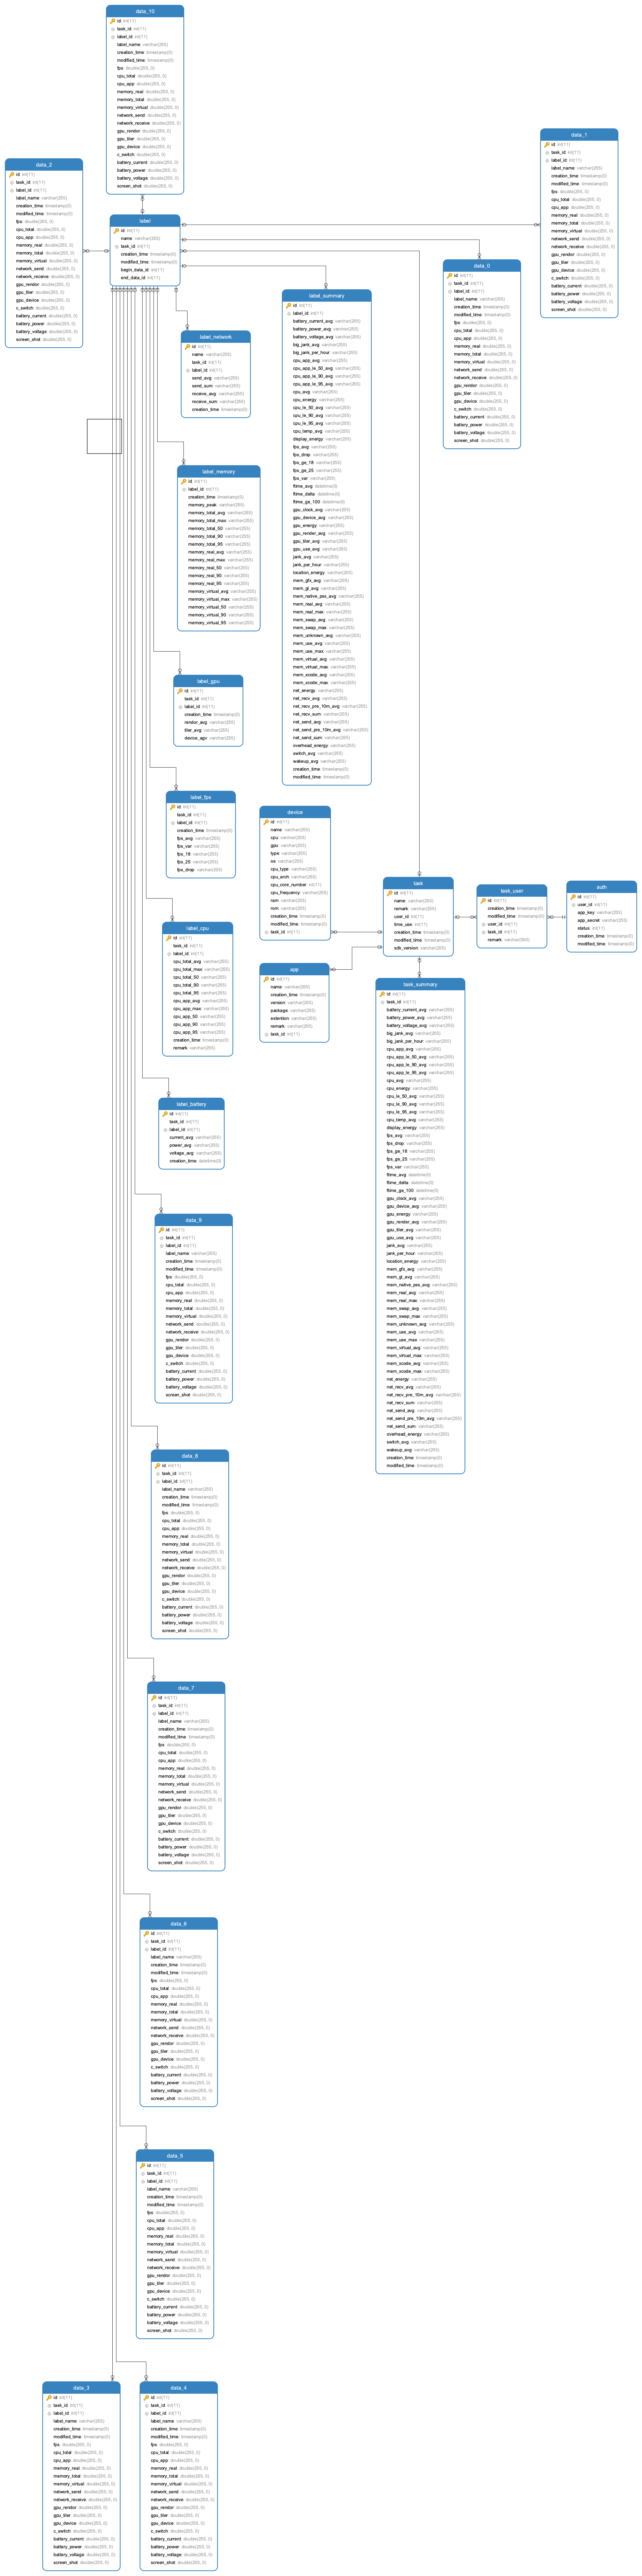 data_10
id int(11)
task_id int(11)
label_id int(11)
label_name varchar(255)
creation_time timestamp(0)
modified_time timestamp(0)
fps double(255, 0)
cpu_total double(255, 0)
cpu_app double(255, 0)
memory_real double(255, 0)
memory_total double(255, 0)
memory_virtual double(255, 0)
network_send double(255, 0)
network_receive double(255, 0)
gpu_rendor double(255, 0)
gpu_tiler double(255, 0)
gpu_device double(255, 0)
c_switch double(255, 0)
battery_current double(255, 0)
battery_power double(255, 0)
battery_voltage double(255, 0)
screen_shot double(255, 0)
data_1
id int(11)
task_id int(11)
label_id int(11)
label_name varchar(255)
creation_time timestamp(0)
modified_time timestamp(0)
fps double(255, 0)
cpu_total double(255, 0)
cpu_app double(255, 0)
memory_real double(255, 0)
memory_total double(255, 0)
memory_virtual double(255, 0)
network_send double(255, 0)
network_receive double(255, 0)
gpu_rendor double(255, 0)
gpu_tiler double(255, 0)
gpu_device double(255, 0)
c_switch double(255, 0)
battery_current double(255, 0)
battery_power double(255, 0)
battery_voltage double(255, 0)
screen_shot double(255, 0)
data_2
id int(11)
task_id int(11)
label_id int(11)
label_name varchar(255)
creation_time timestamp(0)
modified_time timestamp(0)
fps double(255, 0)
cpu_total double(255, 0)
cpu_app double(255, 0)
memory_real double(255, 0)
memory_total double(255, 0)
memory_virtual double(255, 0)
network_send double(255, 0)
network_receive double(255, 0)
gpu_rendor double(255, 0)
gpu_tiler double(255, 0)
gpu_device double(255, 0)
c_switch double(255, 0)
battery_current double(255, 0)
battery_power double(255, 0)
battery_voltage double(255, 0)
screen_shot double(255, 0)
label
id int(11)
name varchar(255)
task_id int(11)
creation_time timestamp(0)
modified_time timestamp(0)
begin_data_id int(11)
end_data_id int(11)
data_0
id int(11)
task_id int(11)
label_id int(11)
label_name varchar(255)
creation_time timestamp(0)
modified_time timestamp(0)
fps double(255, 0)
cpu_total double(255, 0)
cpu_app double(255, 0)
memory_real double(255, 0)
memory_total double(255, 0)
memory_virtual double(255, 0)
network_send double(255, 0)
network_receive double(255, 0)
gpu_rendor double(255, 0)
gpu_tiler double(255, 0)
gpu_device double(255, 0)
c_switch double(255, 0)
battery_current double(255, 0)
battery_power double(255, 0)
battery_voltage double(255, 0)
screen_shot double(255, 0)
label_summary
id int(11)
label_id int(11)
battery_current_avg varchar(255)
battery_power_avg varchar(255)
battery_voltage_avg varchar(255)
big_jank_avg varchar(255)
big_jank_per_hour varchar(255)
cpu_app_avg varchar(255)
cpu_app_le_50_avg varchar(255)
cpu_app_le_90_avg varchar(255)
cpu_app_le_95_avg varchar(255)
cpu_avg varchar(255)
cpu_energy varchar(255)
cpu_le_50_avg varchar(255)
cpu_le_90_avg varchar(255)
cpu_le_95_avg varchar(255)
cpu_temp_avg varchar(255)
display_energy varchar(255)
fps_avg varchar(255)
fps_drop varchar(255)
fps_ge_18 varchar(255)
fps_ge_25 varchar(255)
fps_var varchar(255)
ftime_avg datetime(0)
ftime_delta datetime(0)
ftime_ge_100 datetime(0)
gpu_clock_avg varchar(255)
gpu_device_avg varchar(255)
gpu_energy varchar(255)
gpu_render_avg varchar(255)
gpu_tiler_avg varchar(255)
gpu_use_avg varchar(255)
jank_avg varchar(255)
jank_per_hour varchar(255)
location_energy varchar(255)
mem_gfx_avg varchar(255)
mem_gl_avg varchar(255)
mem_native_pss_avg varchar(255)
mem_real_avg varchar(255)
mem_real_max varchar(255)
mem_swap_avg varchar(255)
mem_swap_max varchar(255)
mem_unknown_avg varchar(255)
mem_use_avg varchar(255)
mem_use_max varchar(255)
mem_virtual_avg varchar(255)
mem_virtual_max varchar(255)
mem_xcode_avg varchar(255)
mem_xcode_max varchar(255)
net_energy varchar(255)
net_recv_avg varchar(255)
net_recv_pre_10m_avg varchar(255)
net_recv_sum varchar(255)
net_send_avg varchar(255)
net_send_pre_10m_avg varchar(255)
net_send_sum varchar(255)
overhead_energy varchar(255)
switch_avg varchar(255)
wakeup_avg varchar(255)
creation_time timestamp(0)
modified_time timestamp(0)
label_network
id int(11)
name varchar(255)
task_id int(11)
label_id int(11)
send_avg varchar(255)
send_sum varchar(255)
receive_avg varchar(255)
receive_sum varchar(255)
creation_time timestamp(0)
label_memory
id int(11)
label_id int(11)
creation_time timestamp(0)
memory_peak varchar(255)
memory_total_avg varchar(255)
memory_total_max varchar(255)
memory_total_50 varchar(255)
memory_total_90 varchar(255)
memory_total_95 varchar(255)
memory_real_avg varchar(255)
memory_real_max varchar(255)
memory_real_50 varchar(255)
memory_real_90 varchar(255)
memory_real_95 varchar(255)
memory_virtual_avg varchar(255)
memory_virtual_max varchar(255)
memory_virtual_50 varchar(255)
memory_virtual_90 varchar(255)
memory_virtual_95 varchar(255)
label_gpu
id int(11)
task_id int(11)
label_id int(11)
creation_time timestamp(0)
rendor_avg varchar(255)
tiler_avg varchar(255)
device_apv varchar(255)
label_fps
id int(11)
task_id int(11)
label_id int(11)
creation_time timestamp(0)
fps_avg varchar(255)
fps_var varchar(255)
fps_18 varchar(255)
fps_25 varchar(255)
fps_drop varchar(255)
device
id int(11)
name varchar(255)
cpu varchar(255)
gpu varchar(255)
type varchar(255)
os varchar(255)
cpu_type varchar(255)
cpu_arch varchar(255)
cpu_core_number int(11)
cpu_frequency varchar(255)
ram varchar(255)
rom varchar(255)
creation_time timestamp(0)
modified_time timestamp(0)
task_id int(11)
task
id int(11)
name varchar(255)
remark varchar(255)
user_id int(11)
time_use int(11)
creation_time timestamp(0)
modified_time timestamp(0)
sdk_version varchar(255)
task_user
id int(11)
creation_time timestamp(0)
modified_time timestamp(0)
user_id int(11)
task_id int(11)
remark varchar(500)
auth
id int(11)
user_id int(11)
app_key varchar(255)
app_secret varchar(255)
status int(11)
creation_time timestamp(0)
modified_time timestamp(0)
label_cpu
id int(11)
task_id int(11)
label_id int(11)
cpu_total_avg varchar(255)
cpu_total_max varchar(255)
cpu_total_50 varchar(255)
cpu_total_90 varchar(255)
cpu_total_95 varchar(255)
cpu_app_avg varchar(255)
cpu_app_max varchar(255)
cpu_app_50 varchar(255)
cpu_app_90 varchar(255)
cpu_app_95 varchar(255)
creation_time timestamp(0)
remark varchar(255)
app
id int(11)
name varchar(255)
creation_time timestamp(0)
version varchar(255)
package varchar(255)
extention varchar(255)
remark varchar(255)
task_id int(11)
task_summary
id int(11)
task_id int(11)
battery_current_avg varchar(255)
battery_power_avg varchar(255)
battery_voltage_avg varchar(255)
big_jank_avg varchar(255)
big_jank_per_hour varchar(255)
cpu_app_avg varchar(255)
cpu_app_le_50_avg varchar(255)
cpu_app_le_90_avg varchar(255)
cpu_app_le_95_avg varchar(255)
cpu_avg varchar(255)
cpu_energy varchar(255)
cpu_le_50_avg varchar(255)
cpu_le_90_avg varchar(255)
cpu_le_95_avg varchar(255)
cpu_temp_avg varchar(255)
display_energy varchar(255)
fps_avg varchar(255)
fps_drop varchar(255)
fps_ge_18 varchar(255)
fps_ge_25 varchar(255)
fps_var varchar(255)
ftime_avg datetime(0)
ftime_delta datetime(0)
ftime_ge_100 datetime(0)
gpu_clock_avg varchar(255)
gpu_device_avg varchar(255)
gpu_energy varchar(255)
gpu_render_avg varchar(255)
gpu_tiler_avg varchar(255)
gpu_use_avg varchar(255)
jank_avg varchar(255)
jank_per_hour varchar(255)
location_energy varchar(255)
mem_gfx_avg varchar(255)
mem_gl_avg varchar(255)
mem_native_pss_avg varchar(255)
mem_real_avg varchar(255)
mem_real_max varchar(255)
mem_swap_avg varchar(255)
mem_swap_max varchar(255)
mem_unknown_avg varchar(255)
mem_use_avg varchar(255)
mem_use_max varchar(255)
mem_virtual_avg varchar(255)
mem_virtual_max varchar(255)
mem_xcode_avg varchar(255)
mem_xcode_max varchar(255)
net_energy varchar(255)
net_recv_avg varchar(255)
net_recv_pre_10m_avg varchar(255)
net_recv_sum varchar(255)
net_send_avg varchar(255)
net_send_pre_10m_avg varchar(255)
net_send_sum varchar(255)
overhead_energy varchar(255)
switch_avg varchar(255)
wakeup_avg varchar(255)
creation_time timestamp(0)
modified_time timestamp(0)
label_battery
id int(11)
task_id int(11)
label_id int(11)
current_avg varchar(255)
power_avg varchar(255)
voltage_avg varchar(255)
creation_time datetime(0)
data_9
id int(11)
task_id int(11)
label_id int(11)
label_name varchar(255)
creation_time timestamp(0)
modified_time timestamp(0)
fps double(255, 0)
cpu_total double(255, 0)
cpu_app double(255, 0)
memory_real double(255, 0)
memory_total double(255, 0)
memory_virtual double(255, 0)
network_send double(255, 0)
network_receive double(255, 0)
gpu_rendor double(255, 0)
gpu_tiler double(255, 0)
gpu_device double(255, 0)
c_switch double(255, 0)
battery_current double(255, 0)
battery_power double(255, 0)
battery_voltage double(255, 0)
screen_shot double(255, 0)
data_8
id int(11)
task_id int(11)
label_id int(11)
label_name varchar(255)
creation_time timestamp(0)
modified_time timestamp(0)
fps double(255, 0)
cpu_total double(255, 0)
cpu_app double(255, 0)
memory_real double(255, 0)
memory_total double(255, 0)
memory_virtual double(255, 0)
network_send double(255, 0)
network_receive double(255, 0)
gpu_rendor double(255, 0)
gpu_tiler double(255, 0)
gpu_device double(255, 0)
c_switch double(255, 0)
battery_current double(255, 0)
battery_power double(255, 0)
battery_voltage double(255, 0)
screen_shot double(255, 0)
data_7
id int(11)
task_id int(11)
label_id int(11)
label_name varchar(255)
creation_time timestamp(0)
modified_time timestamp(0)
fps double(255, 0)
cpu_total double(255, 0)
cpu_app double(255, 0)
memory_real double(255, 0)
memory_total double(255, 0)
memory_virtual double(255, 0)
network_send double(255, 0)
network_receive double(255, 0)
gpu_rendor double(255, 0)
gpu_tiler double(255, 0)
gpu_device double(255, 0)
c_switch double(255, 0)
battery_current double(255, 0)
battery_power double(255, 0)
battery_voltage double(255, 0)
screen_shot double(255, 0)
data_6
id int(11)
task_id int(11)
label_id int(11)
label_name varchar(255)
creation_time timestamp(0)
modified_time timestamp(0)
fps double(255, 0)
cpu_total double(255, 0)
cpu_app double(255, 0)
memory_real double(255, 0)
memory_total double(255, 0)
memory_virtual double(255, 0)
network_send double(255, 0)
network_receive double(255, 0)
gpu_rendor double(255, 0)
gpu_tiler double(255, 0)
gpu_device double(255, 0)
c_switch double(255, 0)
battery_current double(255, 0)
battery_power double(255, 0)
battery_voltage double(255, 0)
screen_shot double(255, 0)
data_5
id int(11)
task_id int(11)
label_id int(11)
label_name varchar(255)
creation_time timestamp(0)
modified_time timestamp(0)
fps double(255, 0)
cpu_total double(255, 0)
cpu_app double(255, 0)
memory_real double(255, 0)
memory_total double(255, 0)
memory_virtual double(255, 0)
network_send double(255, 0)
network_receive double(255, 0)
gpu_rendor double(255, 0)
gpu_tiler double(255, 0)
gpu_device double(255, 0)
c_switch double(255, 0)
battery_current double(255, 0)
battery_power double(255, 0)
battery_voltage double(255, 0)
screen_shot double(255, 0)
data_3
id int(11)
task_id int(11)
label_id int(11)
label_name varchar(255)
creation_time timestamp(0)
modified_time timestamp(0)
fps double(255, 0)
cpu_total double(255, 0)
cpu_app double(255, 0)
memory_real double(255, 0)
memory_total double(255, 0)
memory_virtual double(255, 0)
network_send double(255, 0)
network_receive double(255, 0)
gpu_rendor double(255, 0)
gpu_tiler double(255, 0)
gpu_device double(255, 0)
c_switch double(255, 0)
battery_current double(255, 0)
battery_power double(255, 0)
battery_voltage double(255, 0)
screen_shot double(255, 0)
data_4
id int(11)
task_id int(11)
label_id int(11)
label_name varchar(255)
creation_time timestamp(0)
modified_time timestamp(0)
fps double(255, 0)
cpu_total double(255, 0)
cpu_app double(255, 0)
memory_real double(255, 0)
memory_total double(255, 0)
memory_virtual double(255, 0)
network_send double(255, 0)
network_receive double(255, 0)
gpu_rendor double(255, 0)
gpu_tiler double(255, 0)
gpu_device double(255, 0)
c_switch double(255, 0)
battery_current double(255, 0)
battery_power double(255, 0)
battery_voltage double(255, 0)
screen_shot double(255, 0)